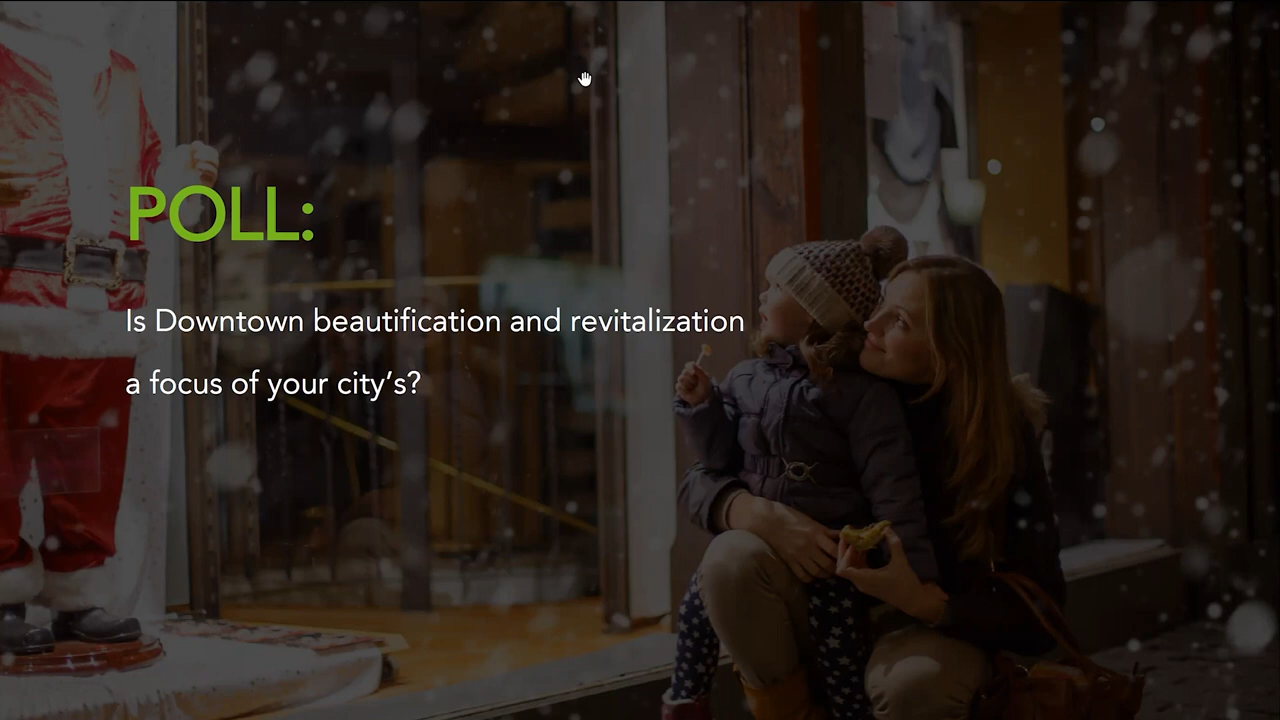 POLL:
Is Downtown beautification and revitalization
a focus of your city's?